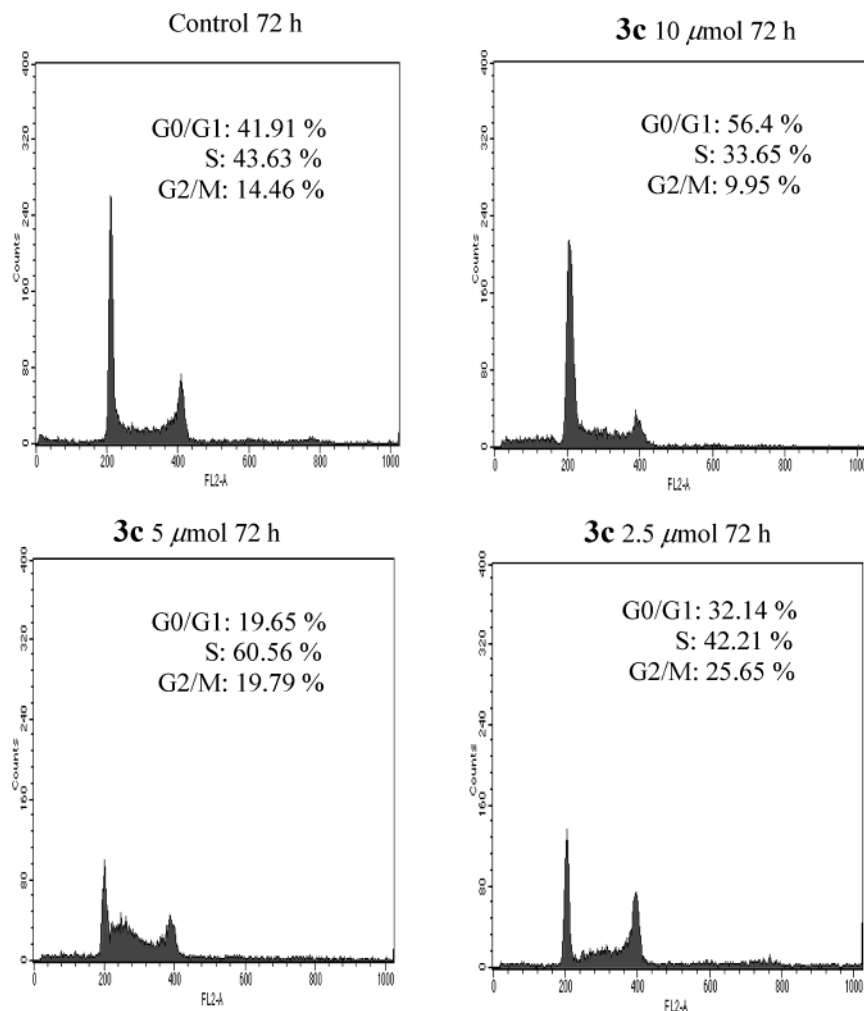 Control 72 h
G0/G1: 41.91 %
S: 43.63 %
G2/M: 14.46 %
Counts
400
320
240
160
80
0
0 200 400 600 800 1000
FL2-A
3c 10 μmol 72 h
G0/G1: 56.4 %
S: 33.65 %
G2/M: 9.95 %
Counts
400
320
240
160
80
0
0 200 400 600 800 1000
FL2-A
3c 5 μmol 72 h
G0/G1: 19.65 %
S: 60.56 %
G2/M: 19.79 %
Counts
400
320
240
160
80
0
0 200 400 600 800 1000
FL2-A
3c 2.5 μmol 72 h
G0/G1: 32.14 %
S: 42.21 %
G2/M: 25.65 %
Counts
400
320
240
160
80
0
0 200 400 600 800 1000
FL2-A